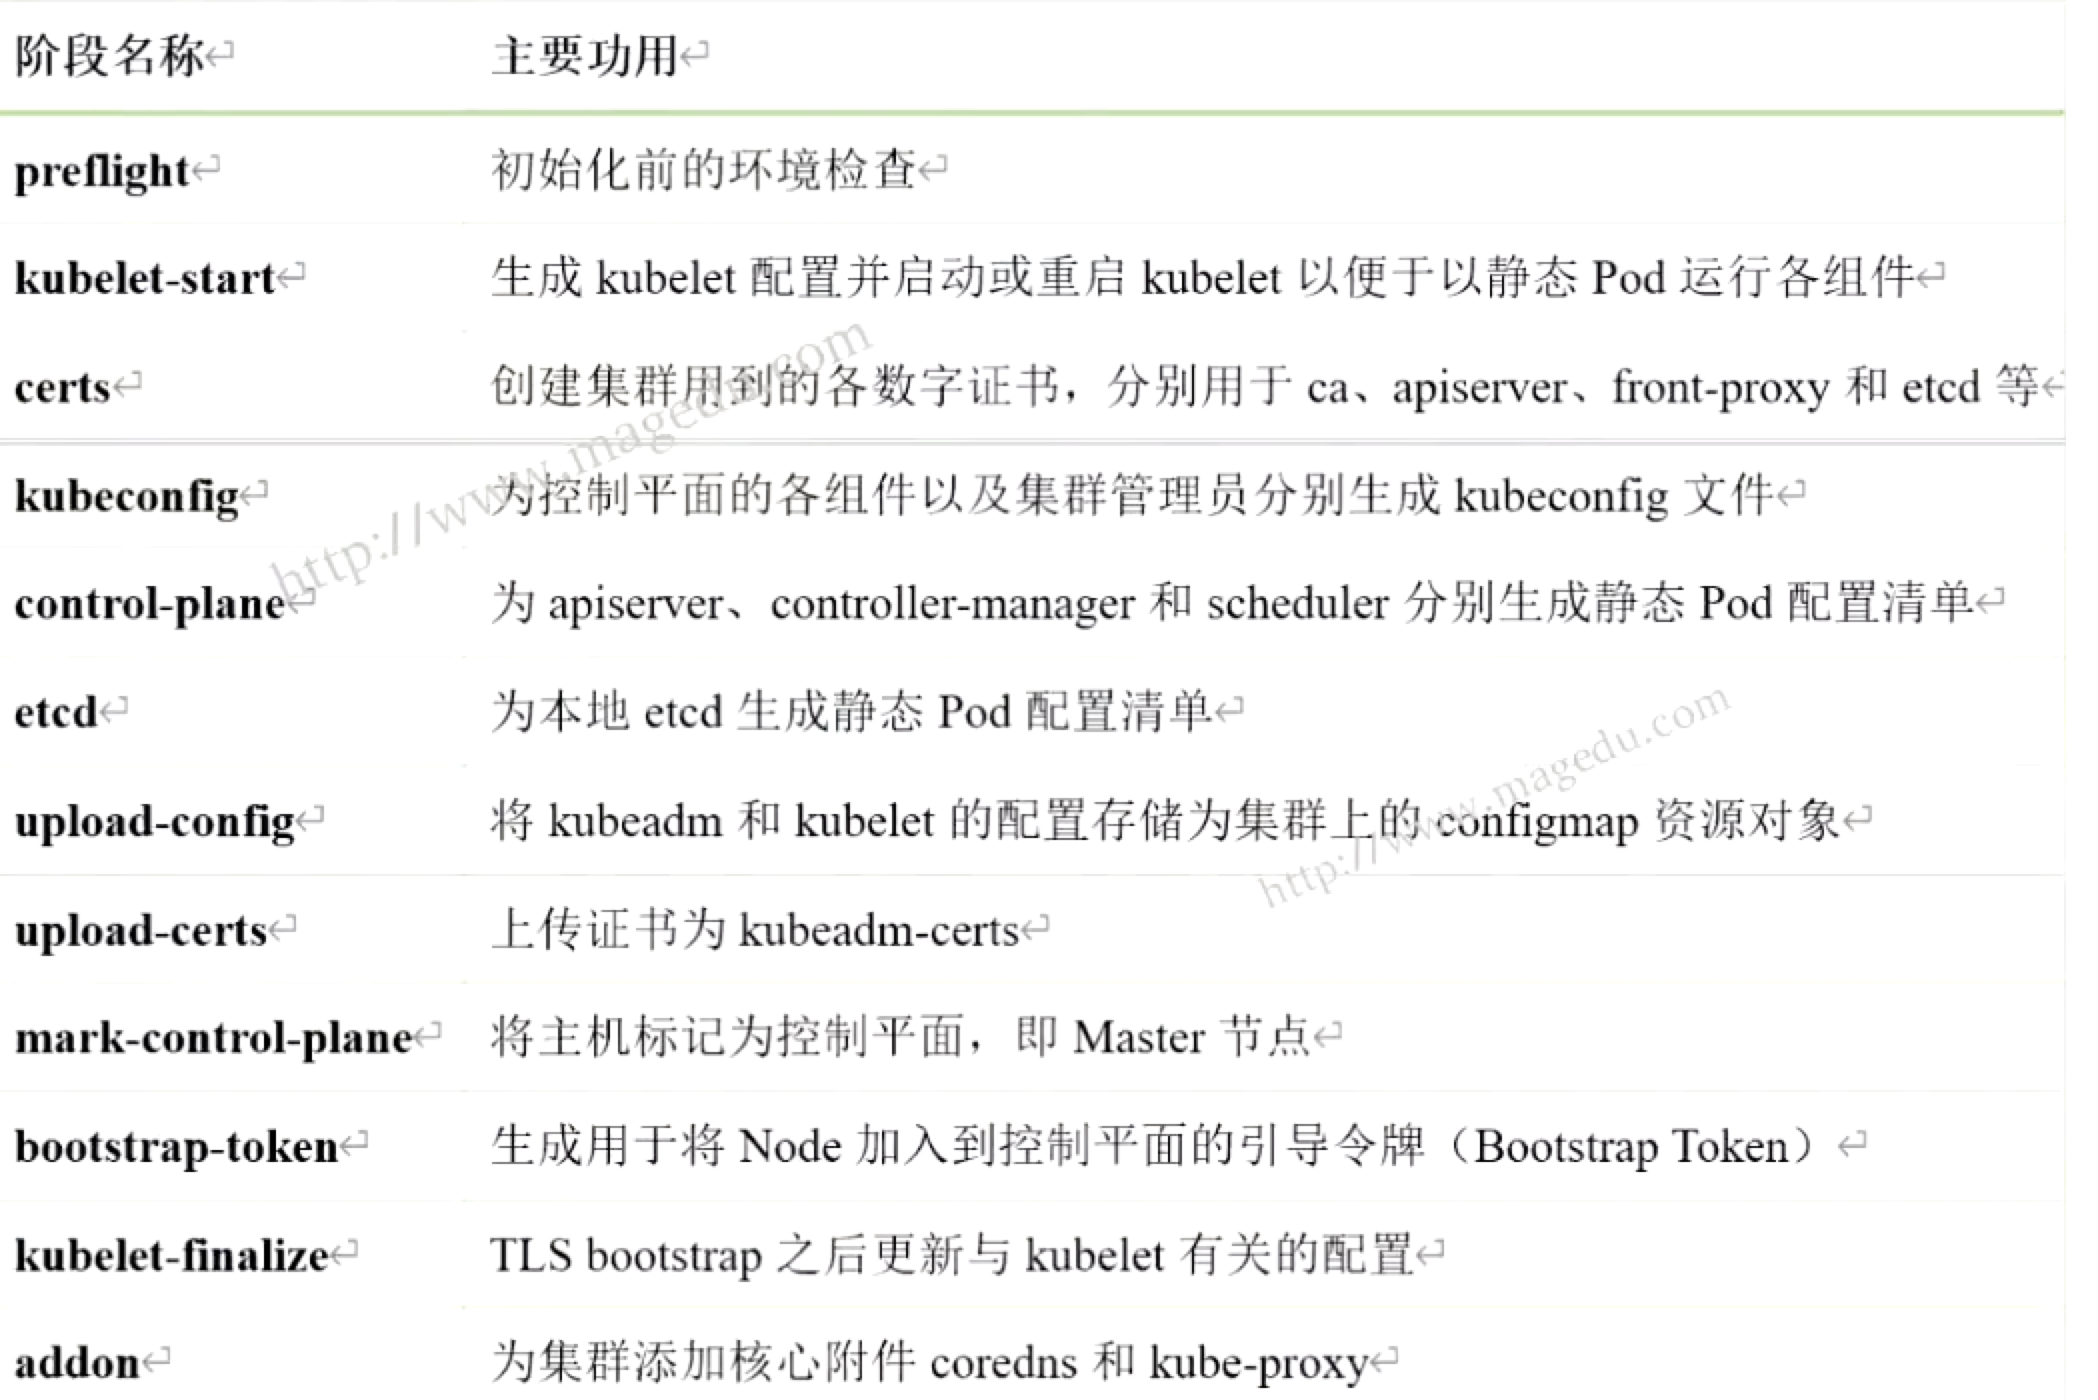 阶段名称 主要功用
preflight 初始化前的环境检查
kubelet-start 生成 kubelet 配置并启动或重启 kubelet 以便于以静态 Pod 运行各组件
certs 创建集群用到的各数字证书，分别用于 ca、apiserver、front-proxy 和 etcd 等
kubeconfig 为控制平面的各组件以及集群管理员分别生成 kubeconfig 文件
control-plane 为 apiserver、controller-manager 和 scheduler 分别生成静态 Pod 配置清单
etcd 为本地 etcd 生成静态 Pod 配置清单
upload-config 将 kubeadm 和 kubelet 的配置存储为集群上的 configmap 资源对象
upload-certs 上传证书为 kubeadm-certs
mark-control-plane 将主机标记为控制平面，即 Master 节点
bootstrap-token 生成用于将 Node 加入到控制平面的引导令牌（Bootstrap Token）
kubelet-finalize TLS bootstrap 之后更新与 kubelet 有关的配置
addon 为集群添加核心附件 coredns 和 kube-proxy
http://www.magedu.com
http://www.magedu.com